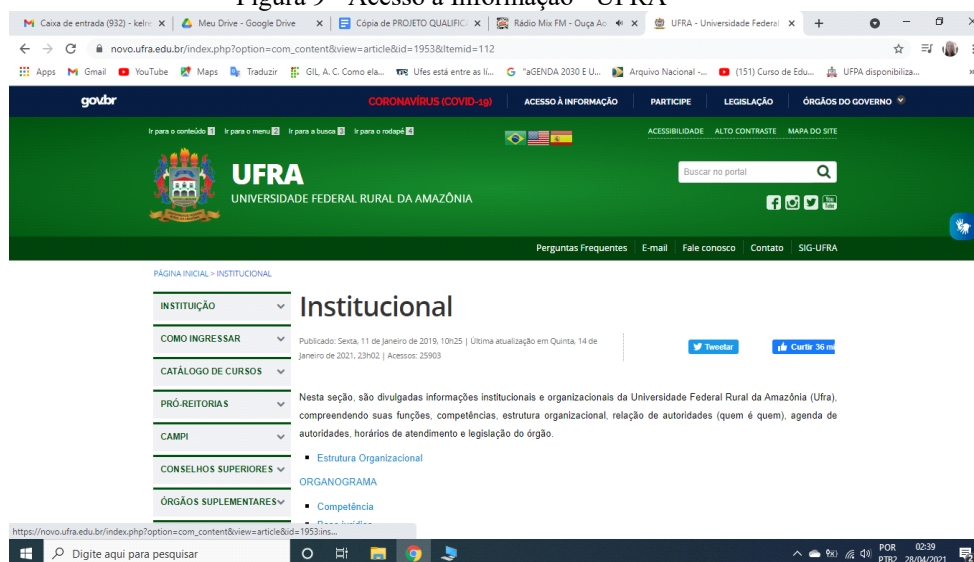 Figura 9 - Acesso à Informação - UFRA
Caixa de entrada (932) - kelre
Meu Drive - Google Drive
Cópia de PROJETO QUALIFIC
Rádio Mix FM - Ouça Ao
UFRA - Universidade Federal
novo.ufra.edu.br/index.php?option=com_content&view=article&id=1953&Itemid=112
Apps Gmail YouTube Maps Traduzir GIL, A. C. Como ela... Ufes está entre as lí... "aGENDA 2030 E U... Arquivo Nacional -... (151) Curso de Edu... UFPA disponibiliza...
govbr CORONAVÍRUS (COVID-19) ACESSO À INFORMAÇÃO PARTICIPE LEGISLAÇÃO ÓRGÃOS DO GOVERNO
Ir para o conteúdo 1 Ir para o menu 2 Ir para a busca 3 Ir para o rodapé 4 ACESSIBILIDADE ALTO CONTRASTE MAPA DO SITE
UFRA
UNIVERSIDADE FEDERAL RURAL DA AMAZÔNIA
Buscar no portal
You Tube
Perguntas Frequentes E-mail Fale conosco Contato SIG-UFRA
PÁGINA INICIAL > INSTITUCIONAL
INSTITUIÇÃO
COMO INGRESSAR
CATÁLOGO DE CURSOS
PRÓ-REITORIAS
CAMPI
CONSELHOS SUPERIORES
ÓRGÃOS SUPLEMENTARES
Institucional
Publicado: Sexta, 11 de Janeiro de 2019, 10h25 | Última atualização em Quinta, 14 de
Janeiro de 2021, 23h02 | Acessos: 25903
Tweetar
Curtir 36 mi
Nesta seção, são divulgadas informações institucionais e organizacionais da Universidade Federal Rural da Amazônia (Ufra),
compreendendo suas funções, competências, estrutura organizacional, relação de autoridades (quem é quem), agenda de
autoridades, horários de atendimento e legislação do órgão.
Estrutura Organizacional
ORGANOGRAMA
Competência
Base jurídica
https://novo.ufra.edu.br/index.php?option=com_content&view=article&id=1953:ins...
Digite aqui para pesquisar
POR 02:39
PTB2 28/04/2021
2